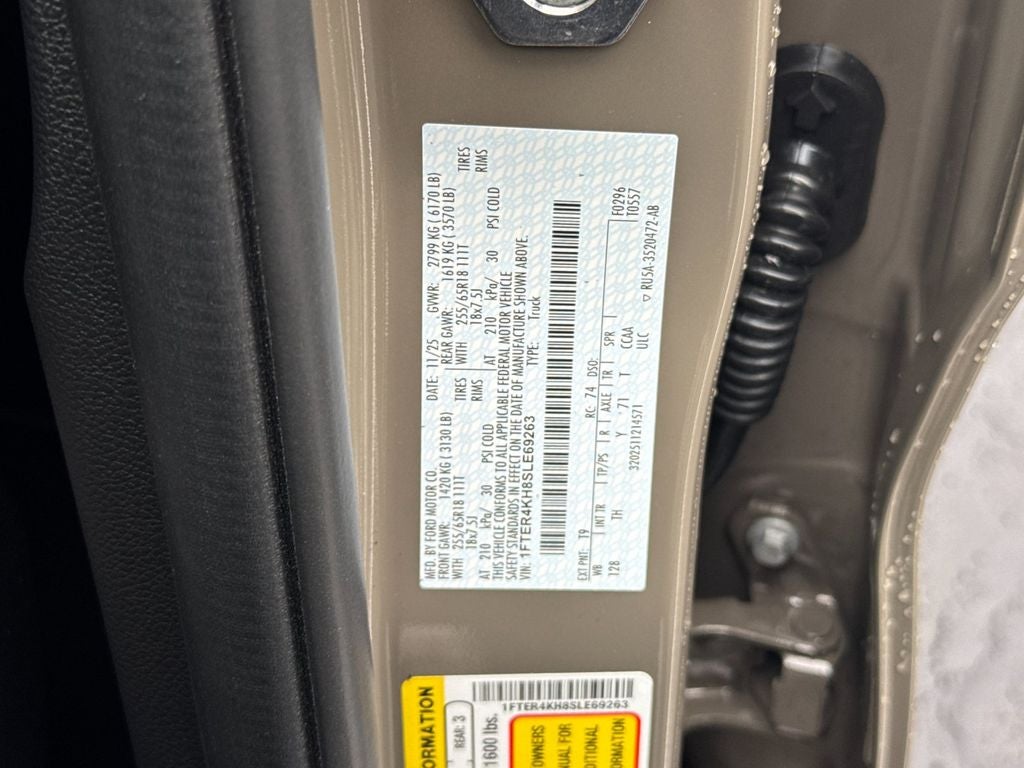 MFD. BY FORD MOTOR CO.
DATE: 11/25 GVWR: 2799 KG ( 6170 LB)
FRONT GAWR: 1420 KG ( 3130 LB)
REAR GAWR: 1619 KG ( 3570 LB)
WITH 255/65R18 111T TIRES
WITH 255/65R18 111T TIRES
18x7.5J RIMS
18x7.5J RIMS
AT 210 kPa/ 30 PSI COLD
AT 210 kPa/ 30 PSI COLD
THIS VEHICLE CONFORMS TO ALL APPLICABLE FEDERAL MOTOR VEHICLE
SAFETY STANDARDS IN EFFECT ON THE DATE OF MANUFACTURE SHOWN ABOVE.
VIN: 1FTER4KH8SLE69263
TYPE: Truck
F0296
T0557
EXT PNT: T9 RC: 74 DSO:
WB INT TR TP/PS R AXLE TR SPR
128 TH Y 71 T CCAA
ULC
3202511214571
▽ RU5A-3520472-AB
1FTER4KH8SLE69263
ORMATION
REAR: 3
1600 lbs.
OWNERS
UAL FOR
DITIONAL
ORMATION